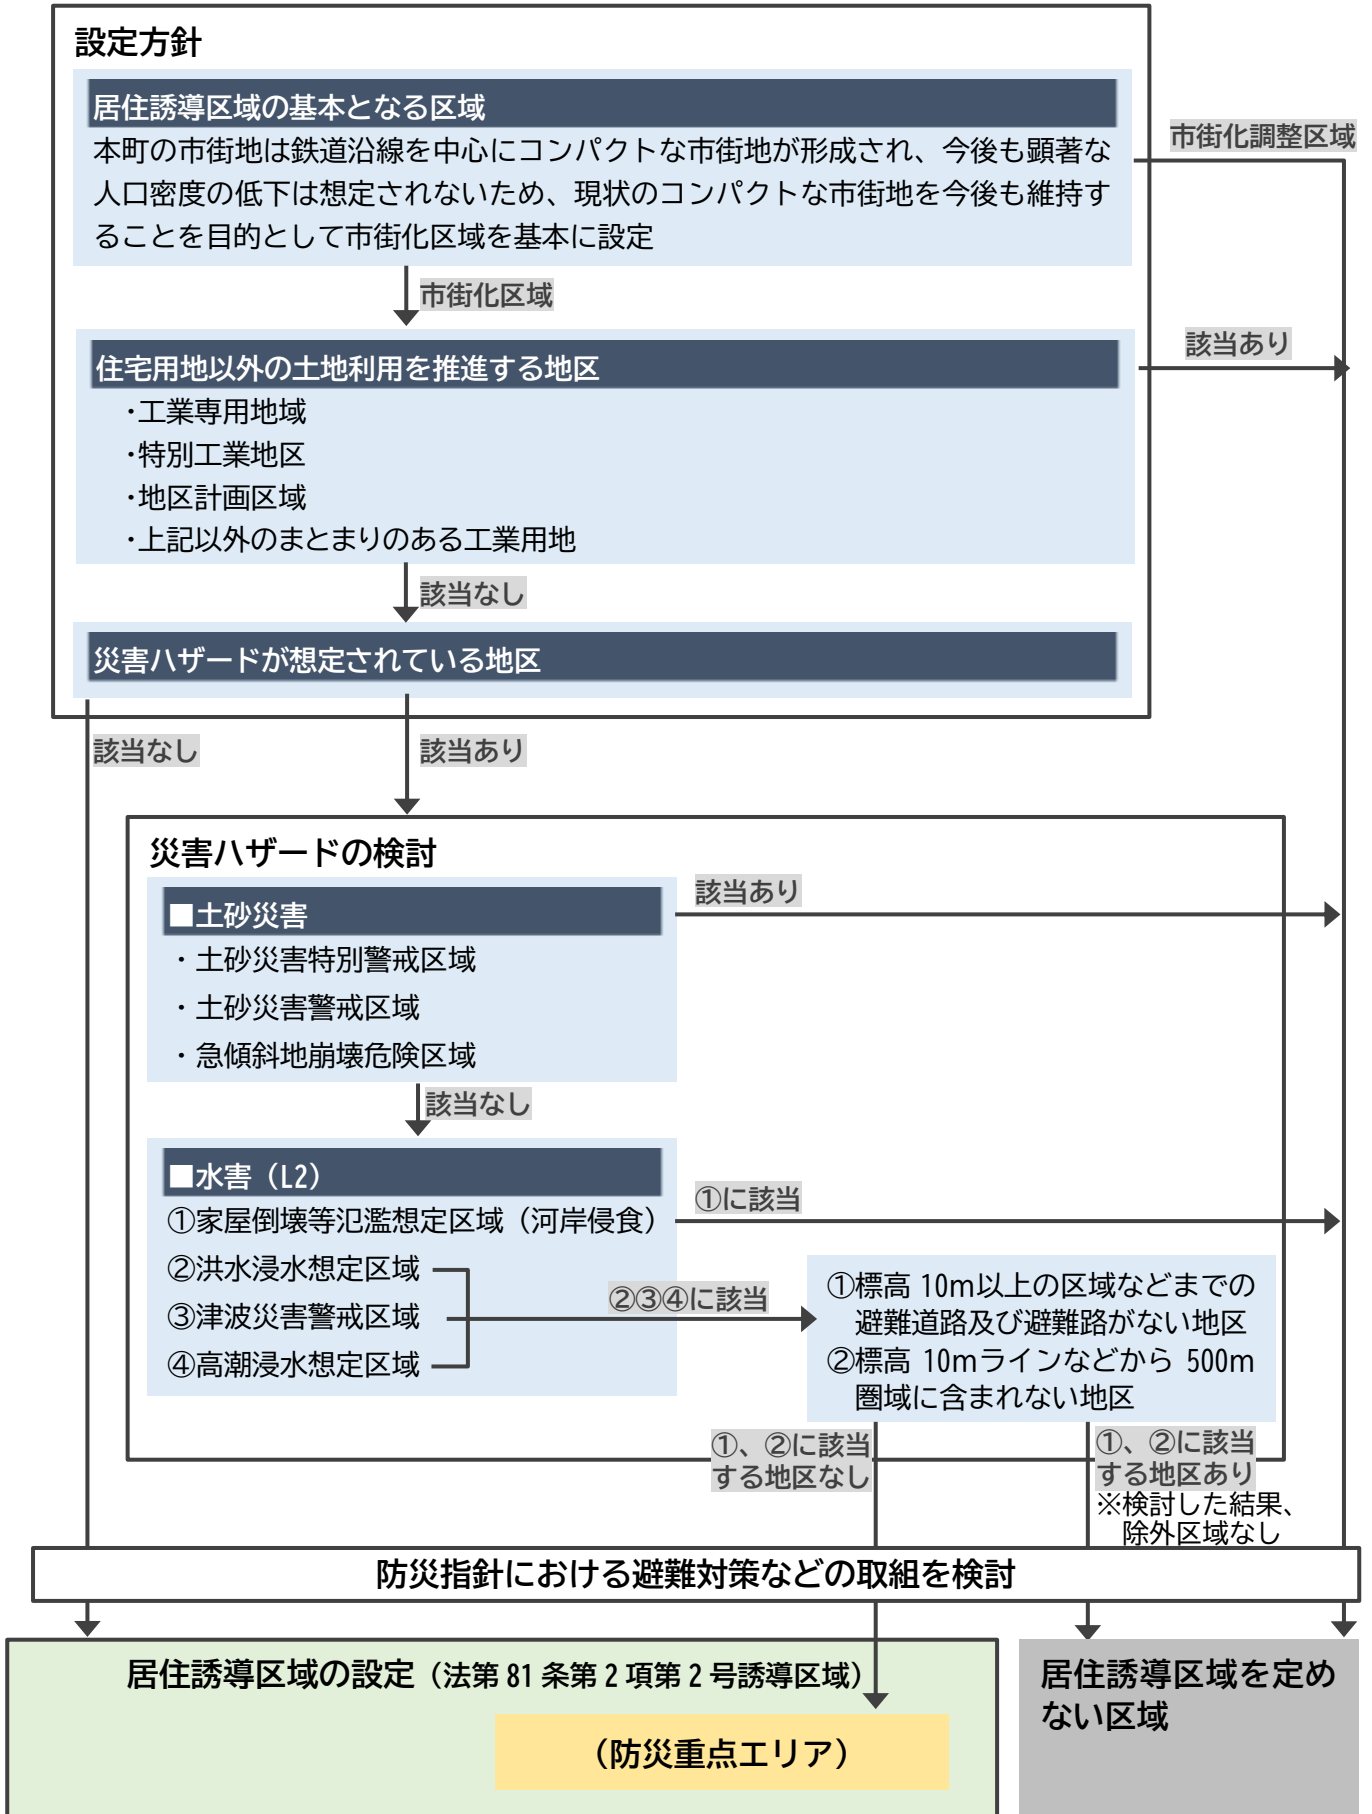 設定方針
居住誘導区域の基本となる区域
本町の市街地は鉄道沿線を中心にコンパクトな市街地が形成され、今後も顕著な
人口密度の低下は想定されないため、現状のコンパクトな市街地を今後も維持す
ることを目的として市街化区域を基本に設定
市街化調整区域
市街化区域
住宅用地以外の土地利用を推進する地区
・工業専用地域
・特別工業地区
・地区計画区域
・上記以外のまとまりのある工業用地
該当あり
該当なし
災害ハザードが想定されている地区
該当なし
該当あり
災害ハザードの検討
■土砂災害
・土砂災害特別警戒区域
・土砂災害警戒区域
・急傾斜地崩壊危険区域
該当あり
該当なし
■水害（L2）
①家屋倒壊等氾濫想定区域（河岸侵食）
②洪水浸水想定区域
③津波災害警戒区域
④高潮浸水想定区域
①に該当
②③④に該当
①標高 10m以上の区域などまでの
避難道路及び避難路がない地区
②標高 10mラインなどから 500m
圏域に含まれない地区
①、②に該当
する地区なし
①、②に該当
する地区あり
※検討した結果、
除外区域なし
防災指針における避難対策などの取組を検討
居住誘導区域の設定（法第 81 条第 2 項第 2 号誘導区域）
（防災重点エリア）
居住誘導区域を定め
ない区域